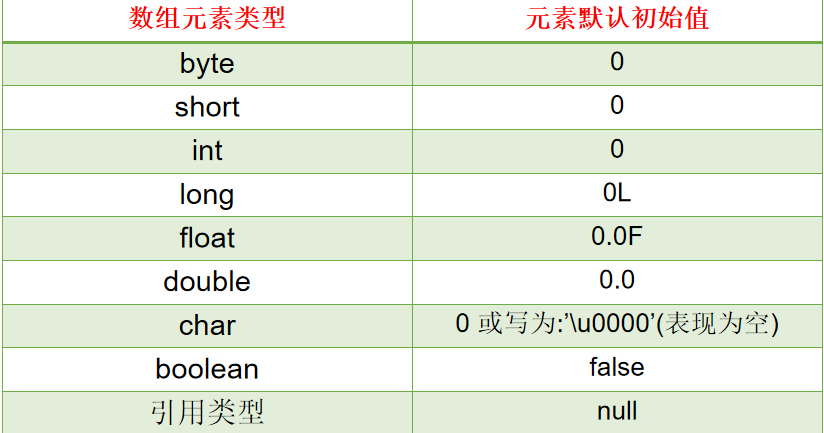 数组元素类型 元素默认初始值
byte 0
short 0
int 0
long 0L
float 0.0F
double 0.0
char 0 或写为:’\u0000’(表现为空)
boolean false
引用类型 null